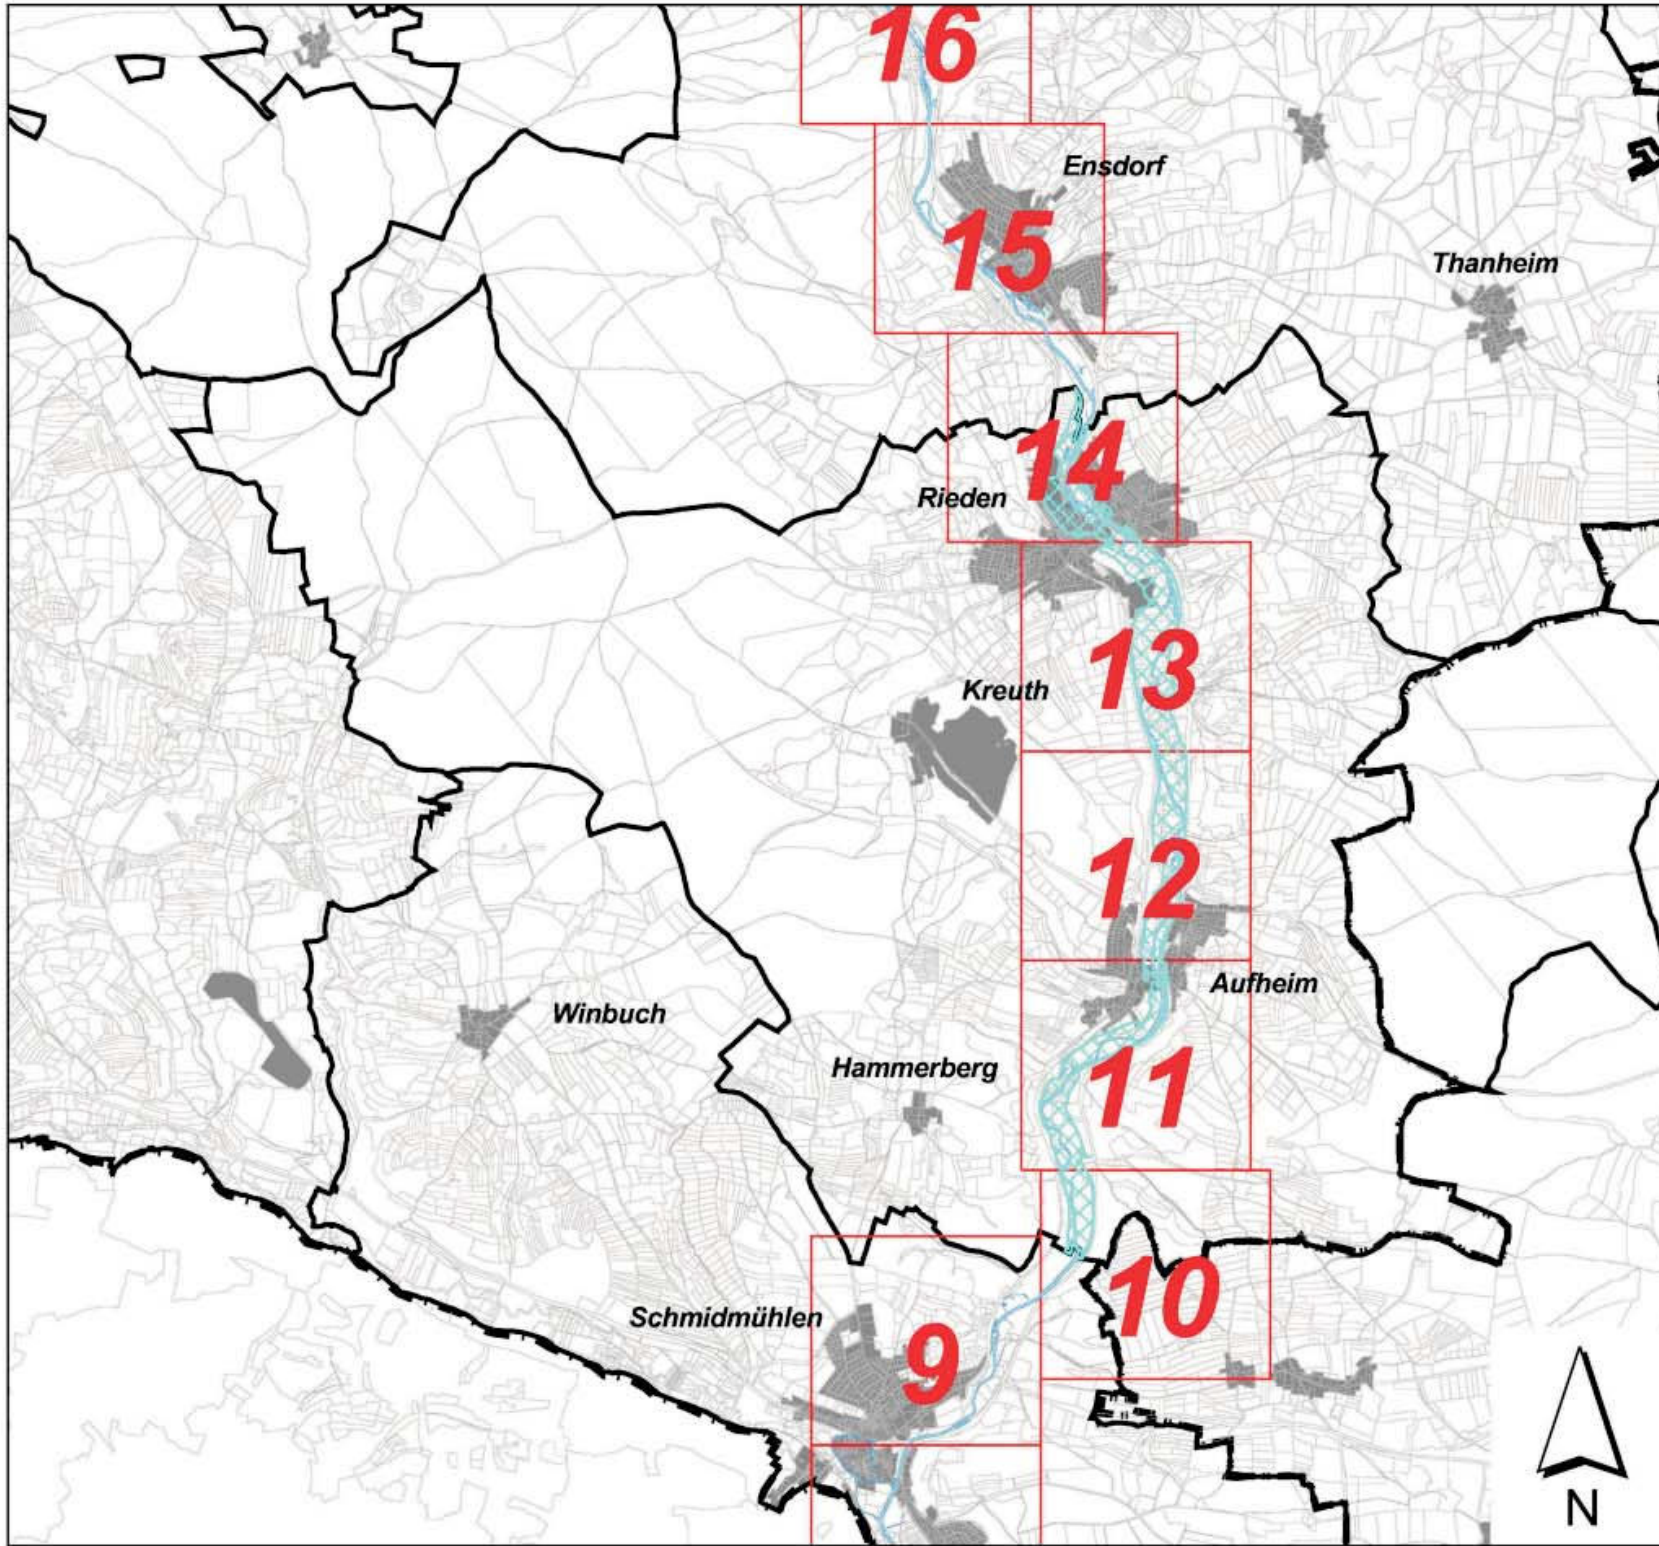 16
Ensdorf
15
Thanheim
14
Rieden
13
Kreuth
12
Aufheim
Winbuch
Hammerberg
11
10
Schmidmühlen
9
N